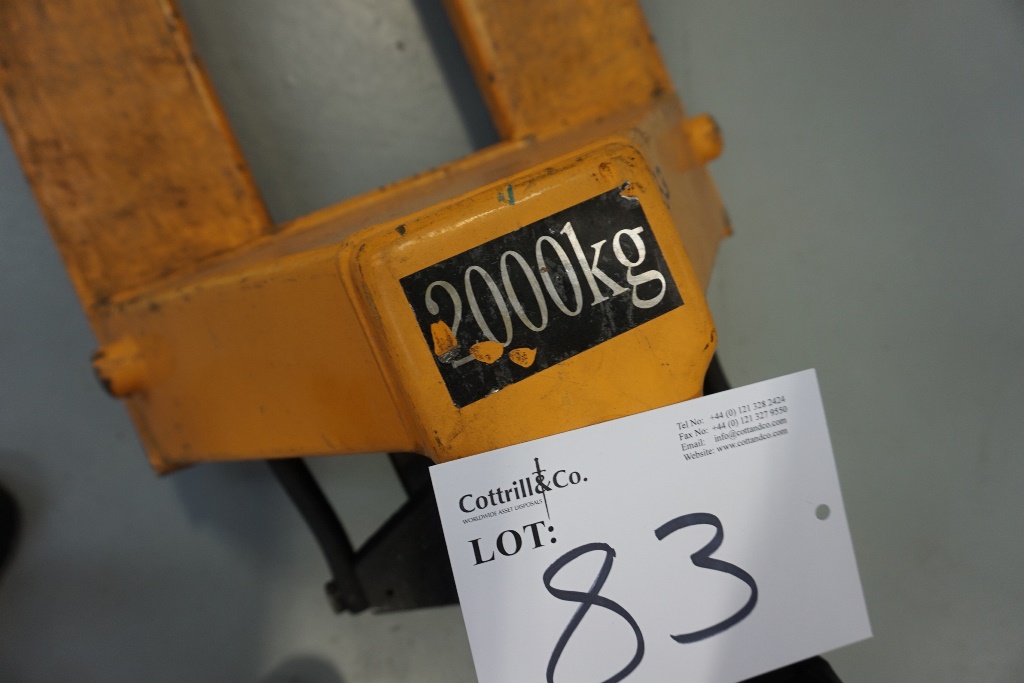 2000kg
Tel No: +44 (0) 121 328 2424
Fax No: +44 (0) 121 327 9550
Email: info@cottandco.com
Website: www.cottandco.com
Cottrill&Co.
WORLDWIDE ASSET DISPOSALS
LOT:
83